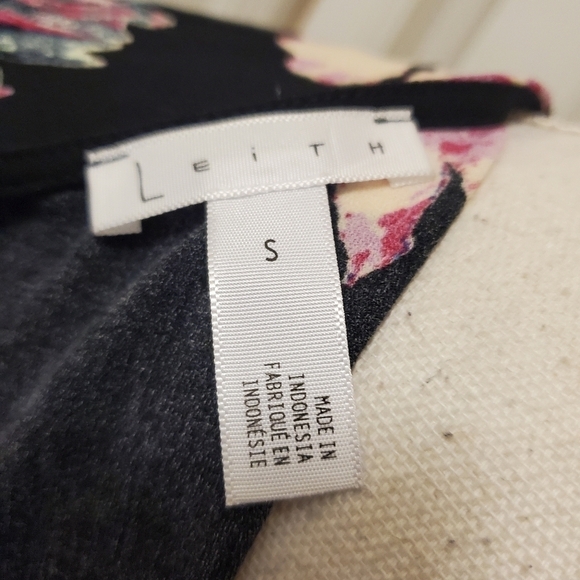 LEiTH
S
MADE IN
INDONESIA
FABRIQUÉ EN
INDONÉSIE